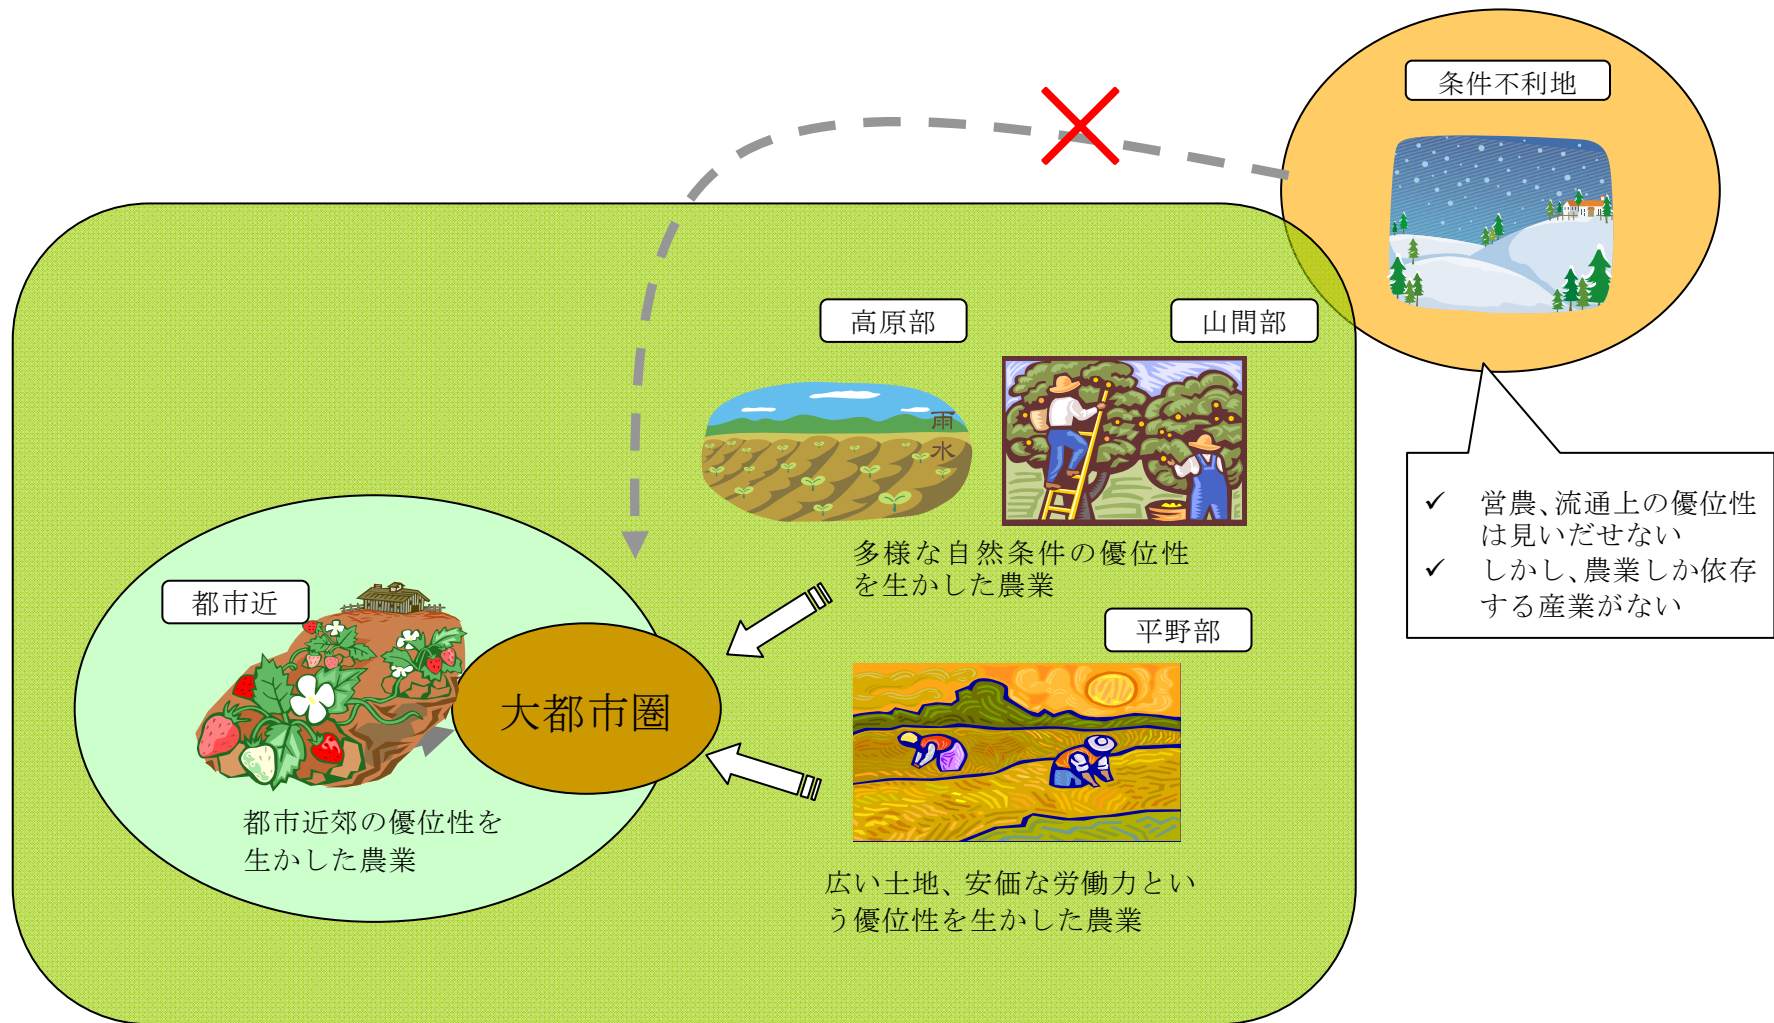 条件不利地
高原部
山間部
雨
水
多様な自然条件の優位性
を生かした農業
✓ 営農、流通上の優位性
は見いだせない
✓ しかし、農業しか依存
する産業がない
都市近
平野部
大都市圏
都市近郊の優位性を
生かした農業
広い土地、安価な労働力とい
う優位性を生かした農業